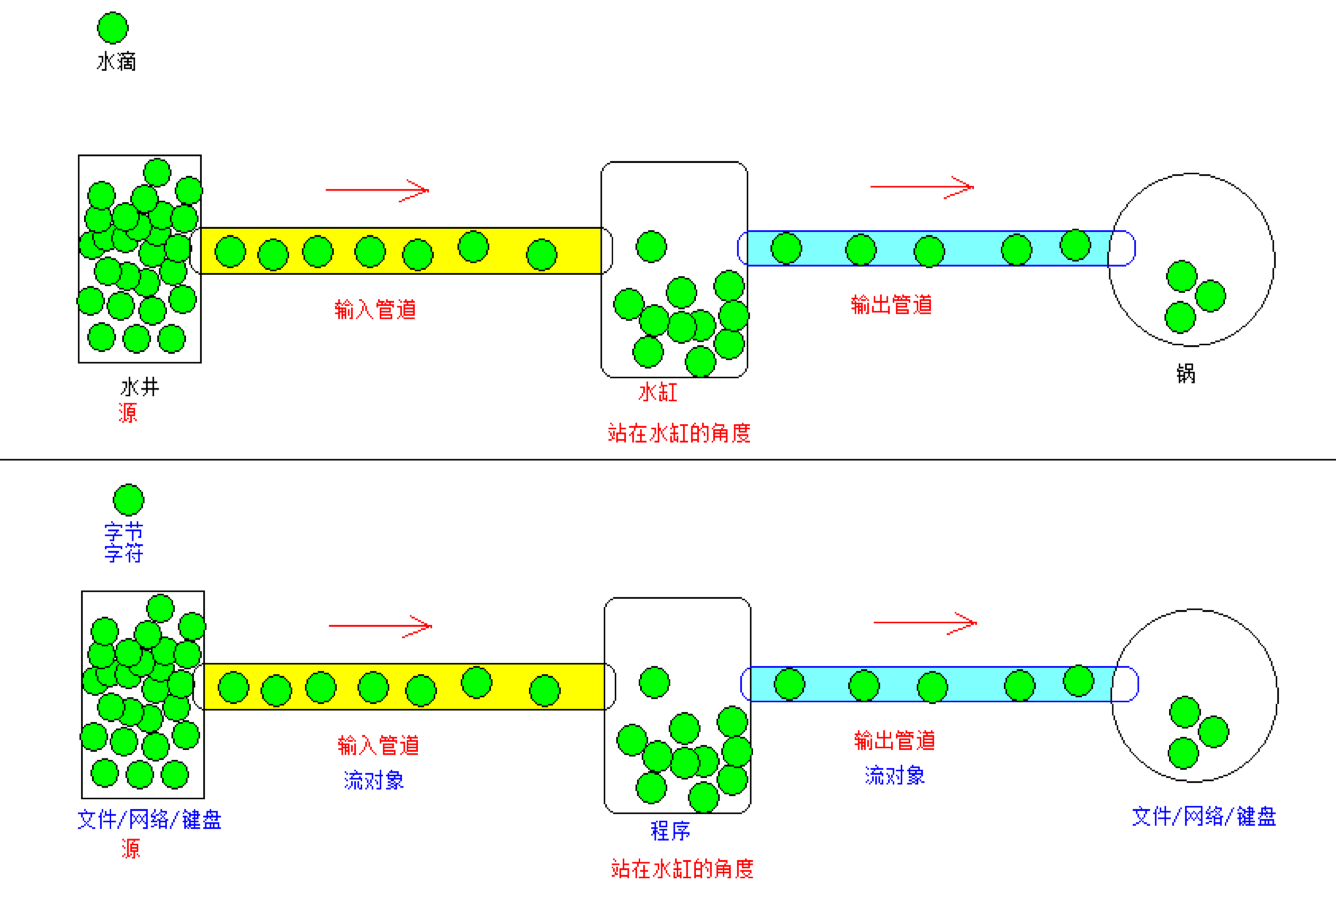 水滴
输入管道
输出管道
水井
源
水缸
锅
站在水缸的角度
字节
字符
输入管道
流对象
输出管道
流对象
文件/网络/键盘
源
程序
文件/网络/键盘
站在水缸的角度